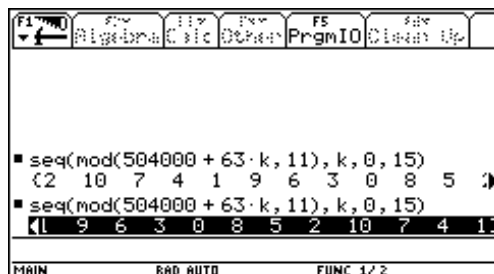 F1 Algebra Calc Other F5 PrgmIO Clean Up
■ seq(mod(504000 + 63·k, 11), k, 0, 15)
{2 10 7 4 1 9 6 3 0 8 5
■ seq(mod(504000 + 63·k, 11), k, 0, 15)
1 9 6 3 0 8 5 2 10 7 4 1}
MAIN RAD AUTO FUNC 1/2